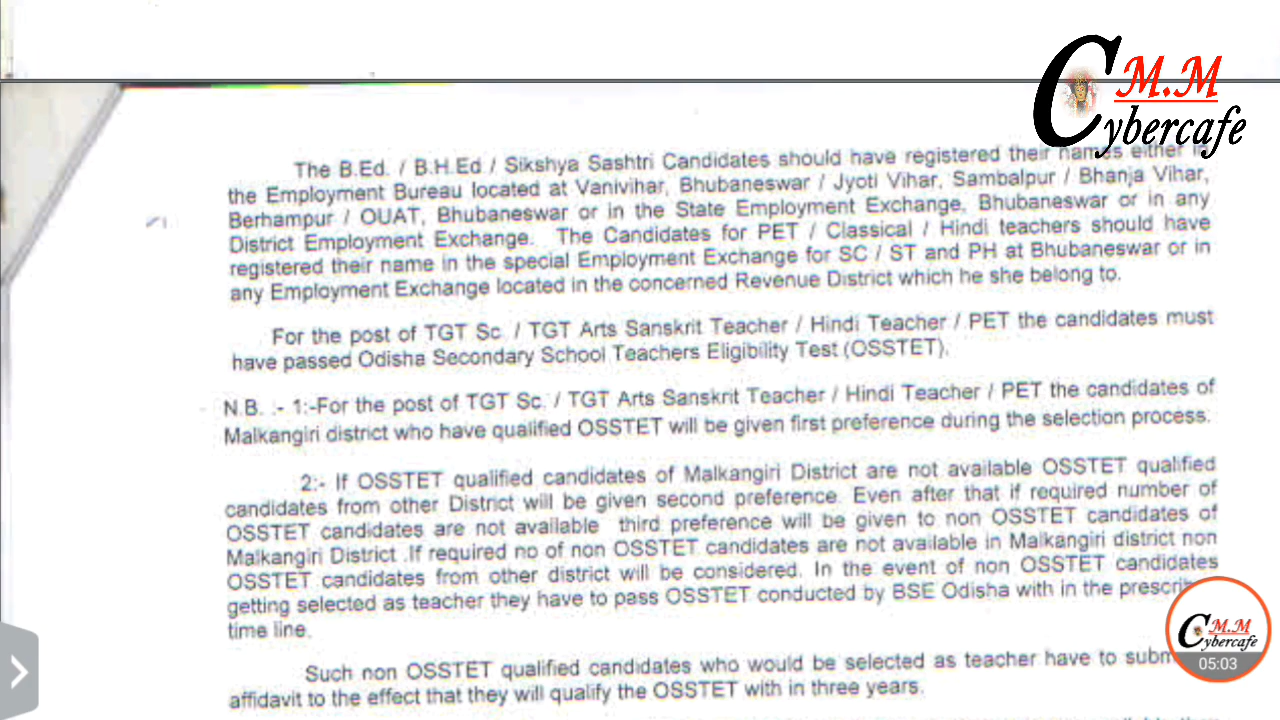 C M.M
ybercafe
The B.Ed. / B.H.Ed / Sikshya Sashtri Candidates should have registered their names either in
the Employment Bureau located at Vanivihar, Bhubaneswar / Jyoti Vihar, Sambalpur / Bhanja Vihar,
Berhampur / OUAT, Bhubaneswar or in the State Employment Exchange, Bhubaneswar or in any
District Employment Exchange. The Candidates for PET / Classical / Hindi teachers should have
registered their name in the special Employment Exchange for SC / ST and PH at Bhubaneswar or in
any Employment Exchange located in the concerned Revenue District which he she belong to.
For the post of TGT Sc. / TGT Arts Sanskrit Teacher / Hindi Teacher / PET the candidates must
have passed Odisha Secondary School Teachers Eligibility Test (OSSTET).
N.B. :- 1:-For the post of TGT Sc. / TGT Arts Sanskrit Teacher / Hindi Teacher / PET the candidates of
Malkangiri district who have qualified OSSTET will be given first preference during the selection process.
2:- If OSSTET qualified candidates of Malkangiri District are not available OSSTET qualified
candidates from other District will be given second preference. Even after that if required number of
OSSTET candidates are not available third preference will be given to non OSSTET candidates of
Malkangiri District .If required no of non OSSTET candidates are not available in Malkangiri district non
OSSTET candidates from other district will be considered. In the event of non OSSTET candidates
getting selected as teacher they have to pass OSSTET conducted by BSE Odisha with in the prescri
time line.
Such non OSSTET qualified candidates who would be selected as teacher have to subm
affidavit to the effect that they will qualify the OSSTET with in three years.
C M.M
ybercafe
05:03